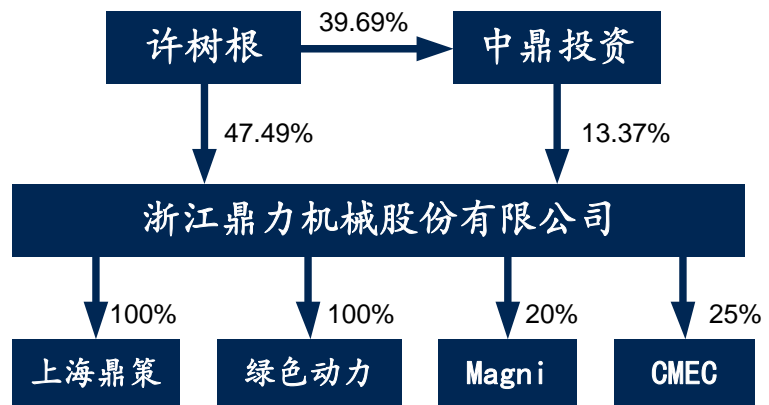 39.69%
许树根
中鼎投资
47.49%
13.37%
浙江鼎力机械股份有限公司
100%
100%
20%
25%
上海鼎策
绿色动力
Magni
CMEC